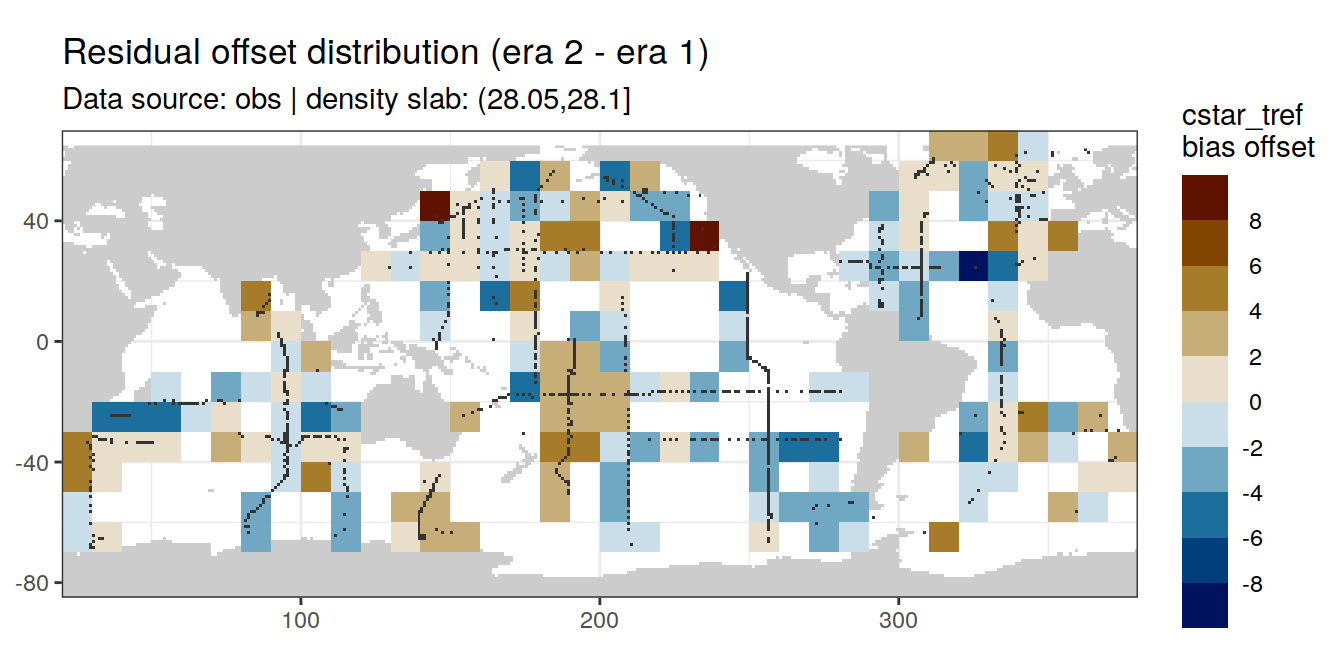 Residual offset distribution (era 2 - era 1)
Data source: obs | density slab: (28.05,28.1]
cstar_tref
bias offset
8
6
4
2
0
-2
-4
-6
-8
40
0
-40
-80
100 200 300